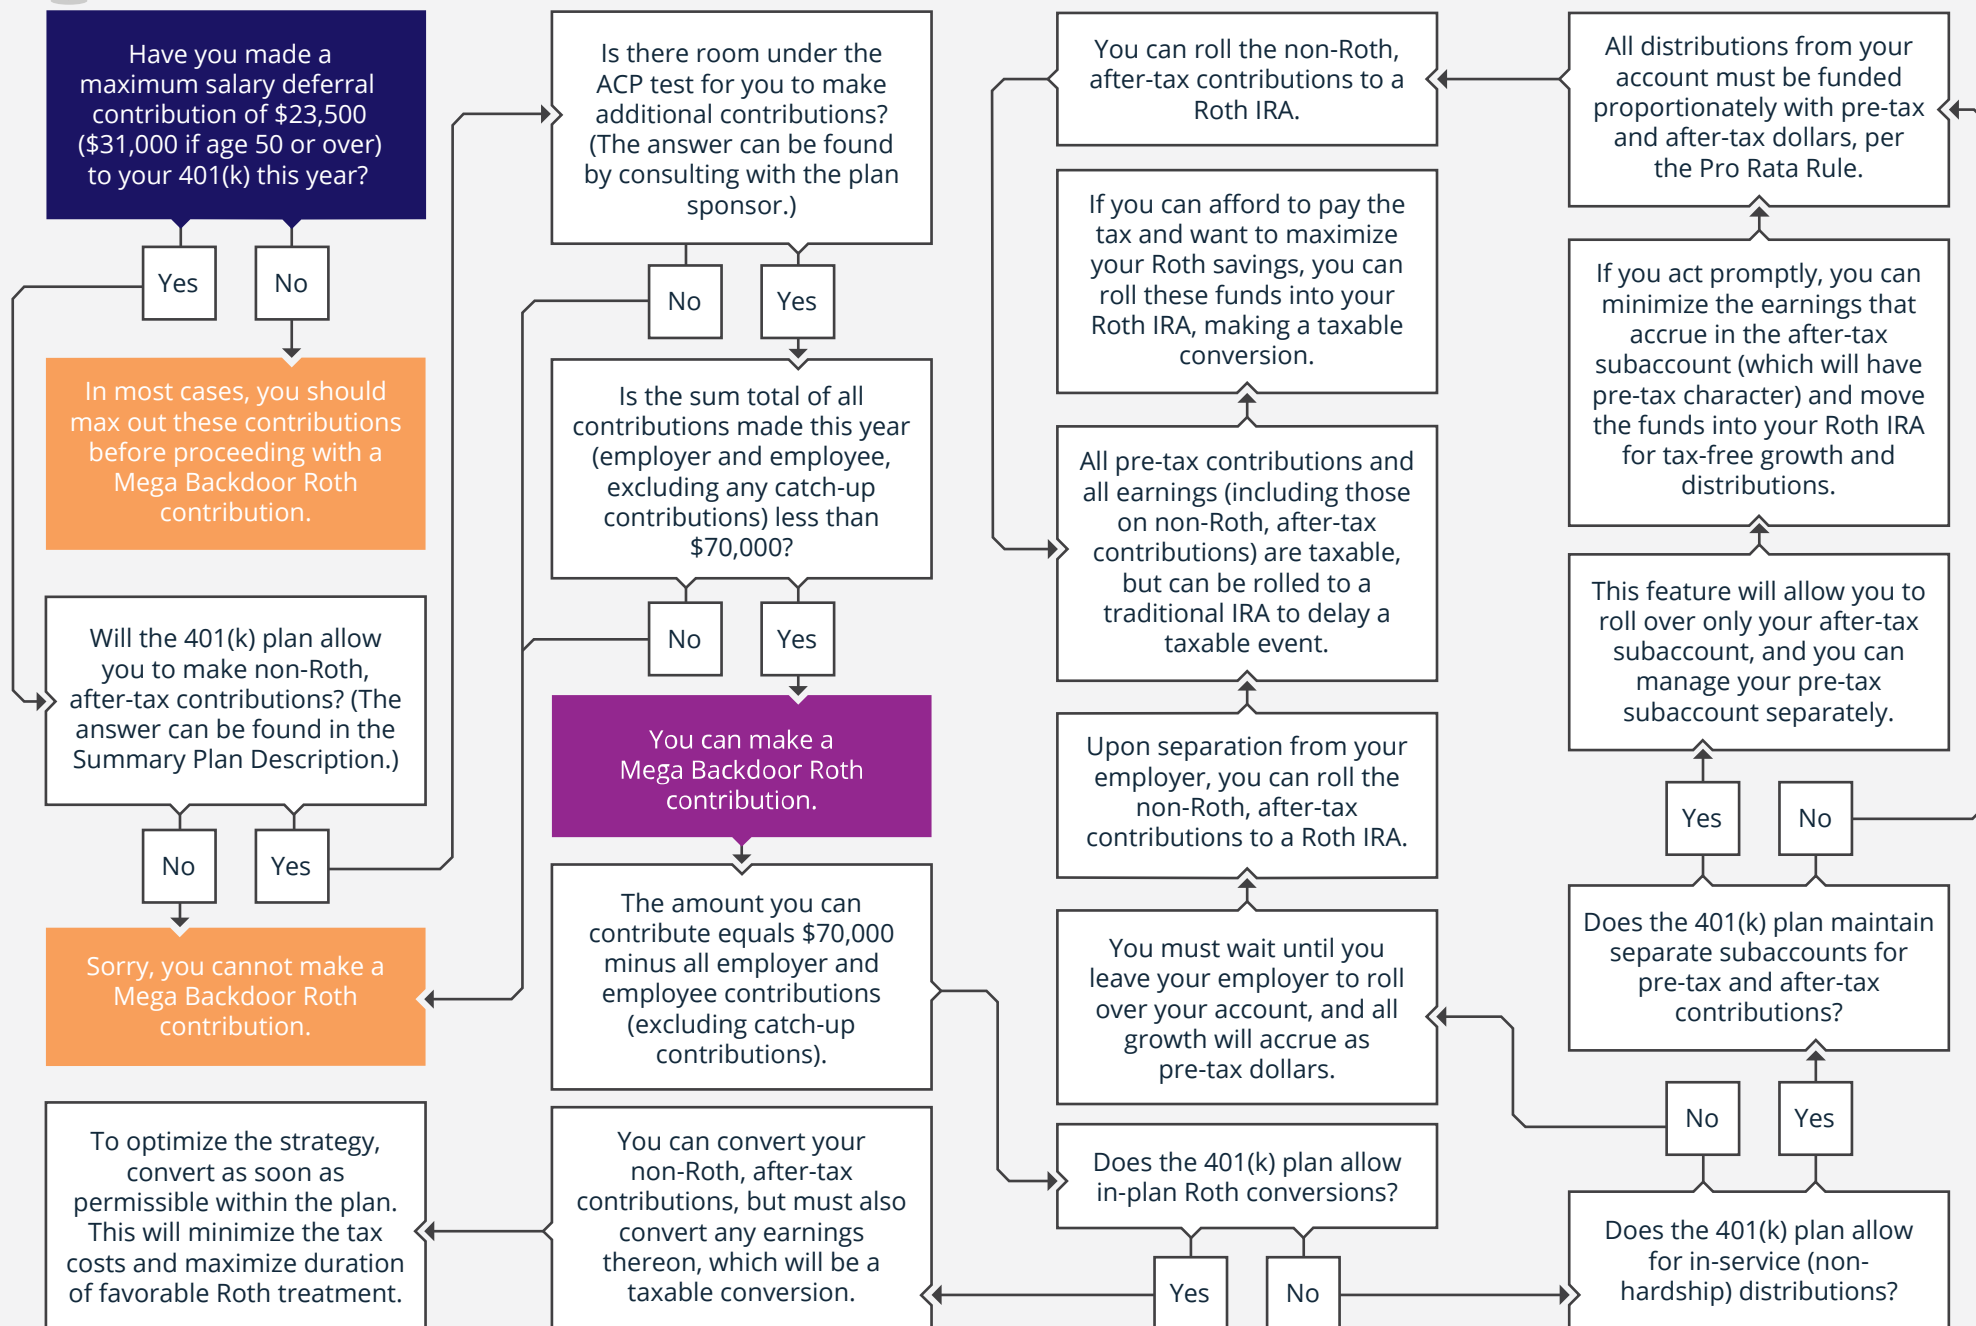 Have you made a
maximum salary deferral
contribution of $23,500
($31,000 if age 50 or over)
to your 401(k) this year?
Yes
No
In most cases, you should
max out these contributions
before proceeding with a
Mega Backdoor Roth
contribution.
Will the 401(k) plan allow
you to make non-Roth,
after-tax contributions? (The
answer can be found in the
Summary Plan Description.)
No
Yes
Sorry, you cannot make a
Mega Backdoor Roth
contribution.
Is there room under the
ACP test for you to make
additional contributions?
(The answer can be found
by consulting with the plan
sponsor.)
No
Yes
Is the sum total of all
contributions made this year
(employer and employee,
excluding any catch-up
contributions) less than
$70,000?
No
Yes
You can make a
Mega Backdoor Roth
contribution.
The amount you can
contribute equals $70,000
minus all employer and
employee contributions
(excluding catch-up
contributions).
Does the 401(k) plan allow
in-plan Roth conversions?
Yes
No
You can convert your
non-Roth, after-tax
contributions, but must also
convert any earnings
thereon, which will be a
taxable conversion.
To optimize the strategy,
convert as soon as
permissible within the plan.
This will minimize the tax
costs and maximize duration
of favorable Roth treatment.
Does the 401(k) plan allow
for in-service (non-
hardship) distributions?
No
Yes
You must wait until you
leave your employer to roll
over your account, and all
growth will accrue as
pre-tax dollars.
Upon separation from your
employer, you can roll the
non-Roth, after-tax
contributions to a Roth IRA.
All pre-tax contributions and
all earnings (including those
on non-Roth, after-tax
contributions) are taxable,
but can be rolled to a
traditional IRA to delay a
taxable event.
If you can afford to pay the
tax and want to maximize
your Roth savings, you can
roll these funds into your
Roth IRA, making a taxable
conversion.
Does the 401(k) plan maintain
separate subaccounts for
pre-tax and after-tax
contributions?
Yes
No
This feature will allow you to
roll over only your after-tax
subaccount, and you can
manage your pre-tax
subaccount separately.
If you act promptly, you can
minimize the earnings that
accrue in the after-tax
subaccount (which will have
pre-tax character) and move
the funds into your Roth IRA
for tax-free growth and
distributions.
All distributions from your
account must be funded
proportionately with pre-tax
and after-tax dollars, per
the Pro Rata Rule.
You can roll the non-Roth,
after-tax contributions to a
Roth IRA.